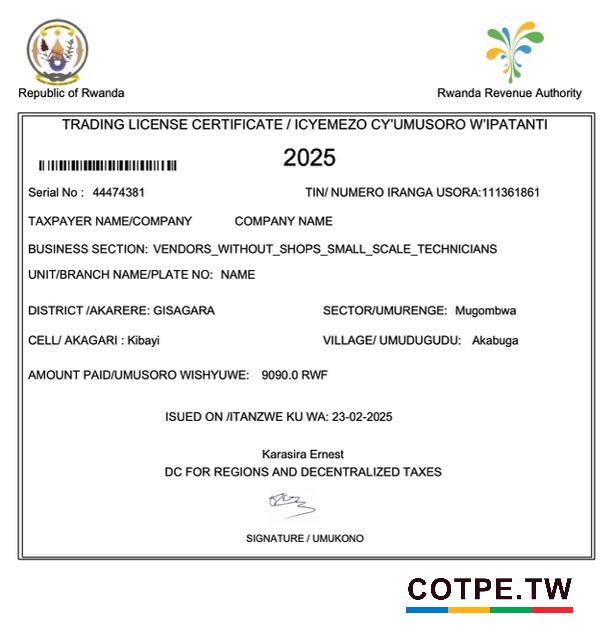 Republic of Rwanda
Rwanda Revenue Authority
TRADING LICENSE CERTIFICATE / ICYEMEZO CY'UMUSORO W'IPATANTI
2025
Serial No : 44474381 TIN/ NUMERO IRANGA USORA:111361861
TAXPAYER NAME/COMPANY COMPANY NAME
BUSINESS SECTION: VENDORS_WITHOUT_SHOPS_SMALL_SCALE_TECHNICIANS
UNIT/BRANCH NAME/PLATE NO: NAME
DISTRICT /AKARERE: GISAGARA SECTOR/UMURENGE: Mugombwa
CELL/ AKAGARI : Kibayi VILLAGE/ UMUDUGUDU: Akabuga
AMOUNT PAID/UMUSORO WISHYUWE: 9090.0 RWF
ISUED ON /ITANZWE KU WA: 23-02-2025
Karasira Ernest
DC FOR REGIONS AND DECENTRALIZED TAXES
SIGNATURE / UMUKONO
COTPE.TW